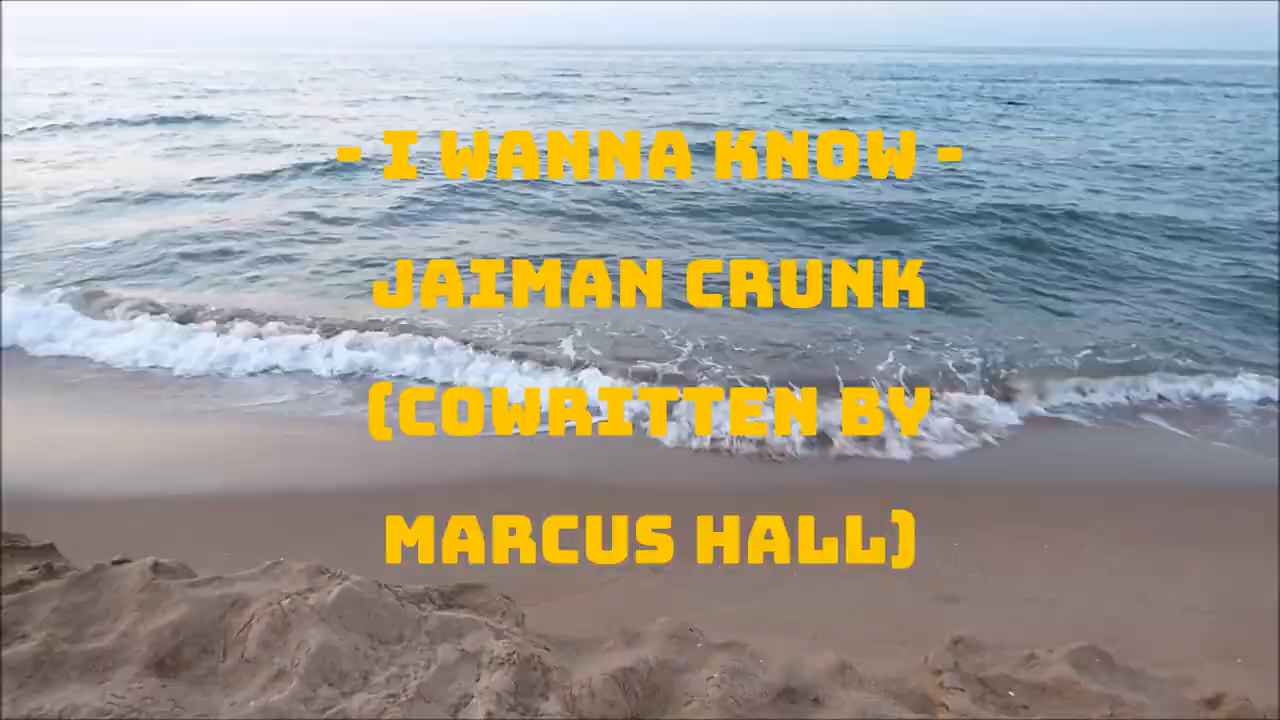 - I WANNA KNOW -
JAIMAN CRUNK
(COWRITTEN BY
MARCUS HALL)